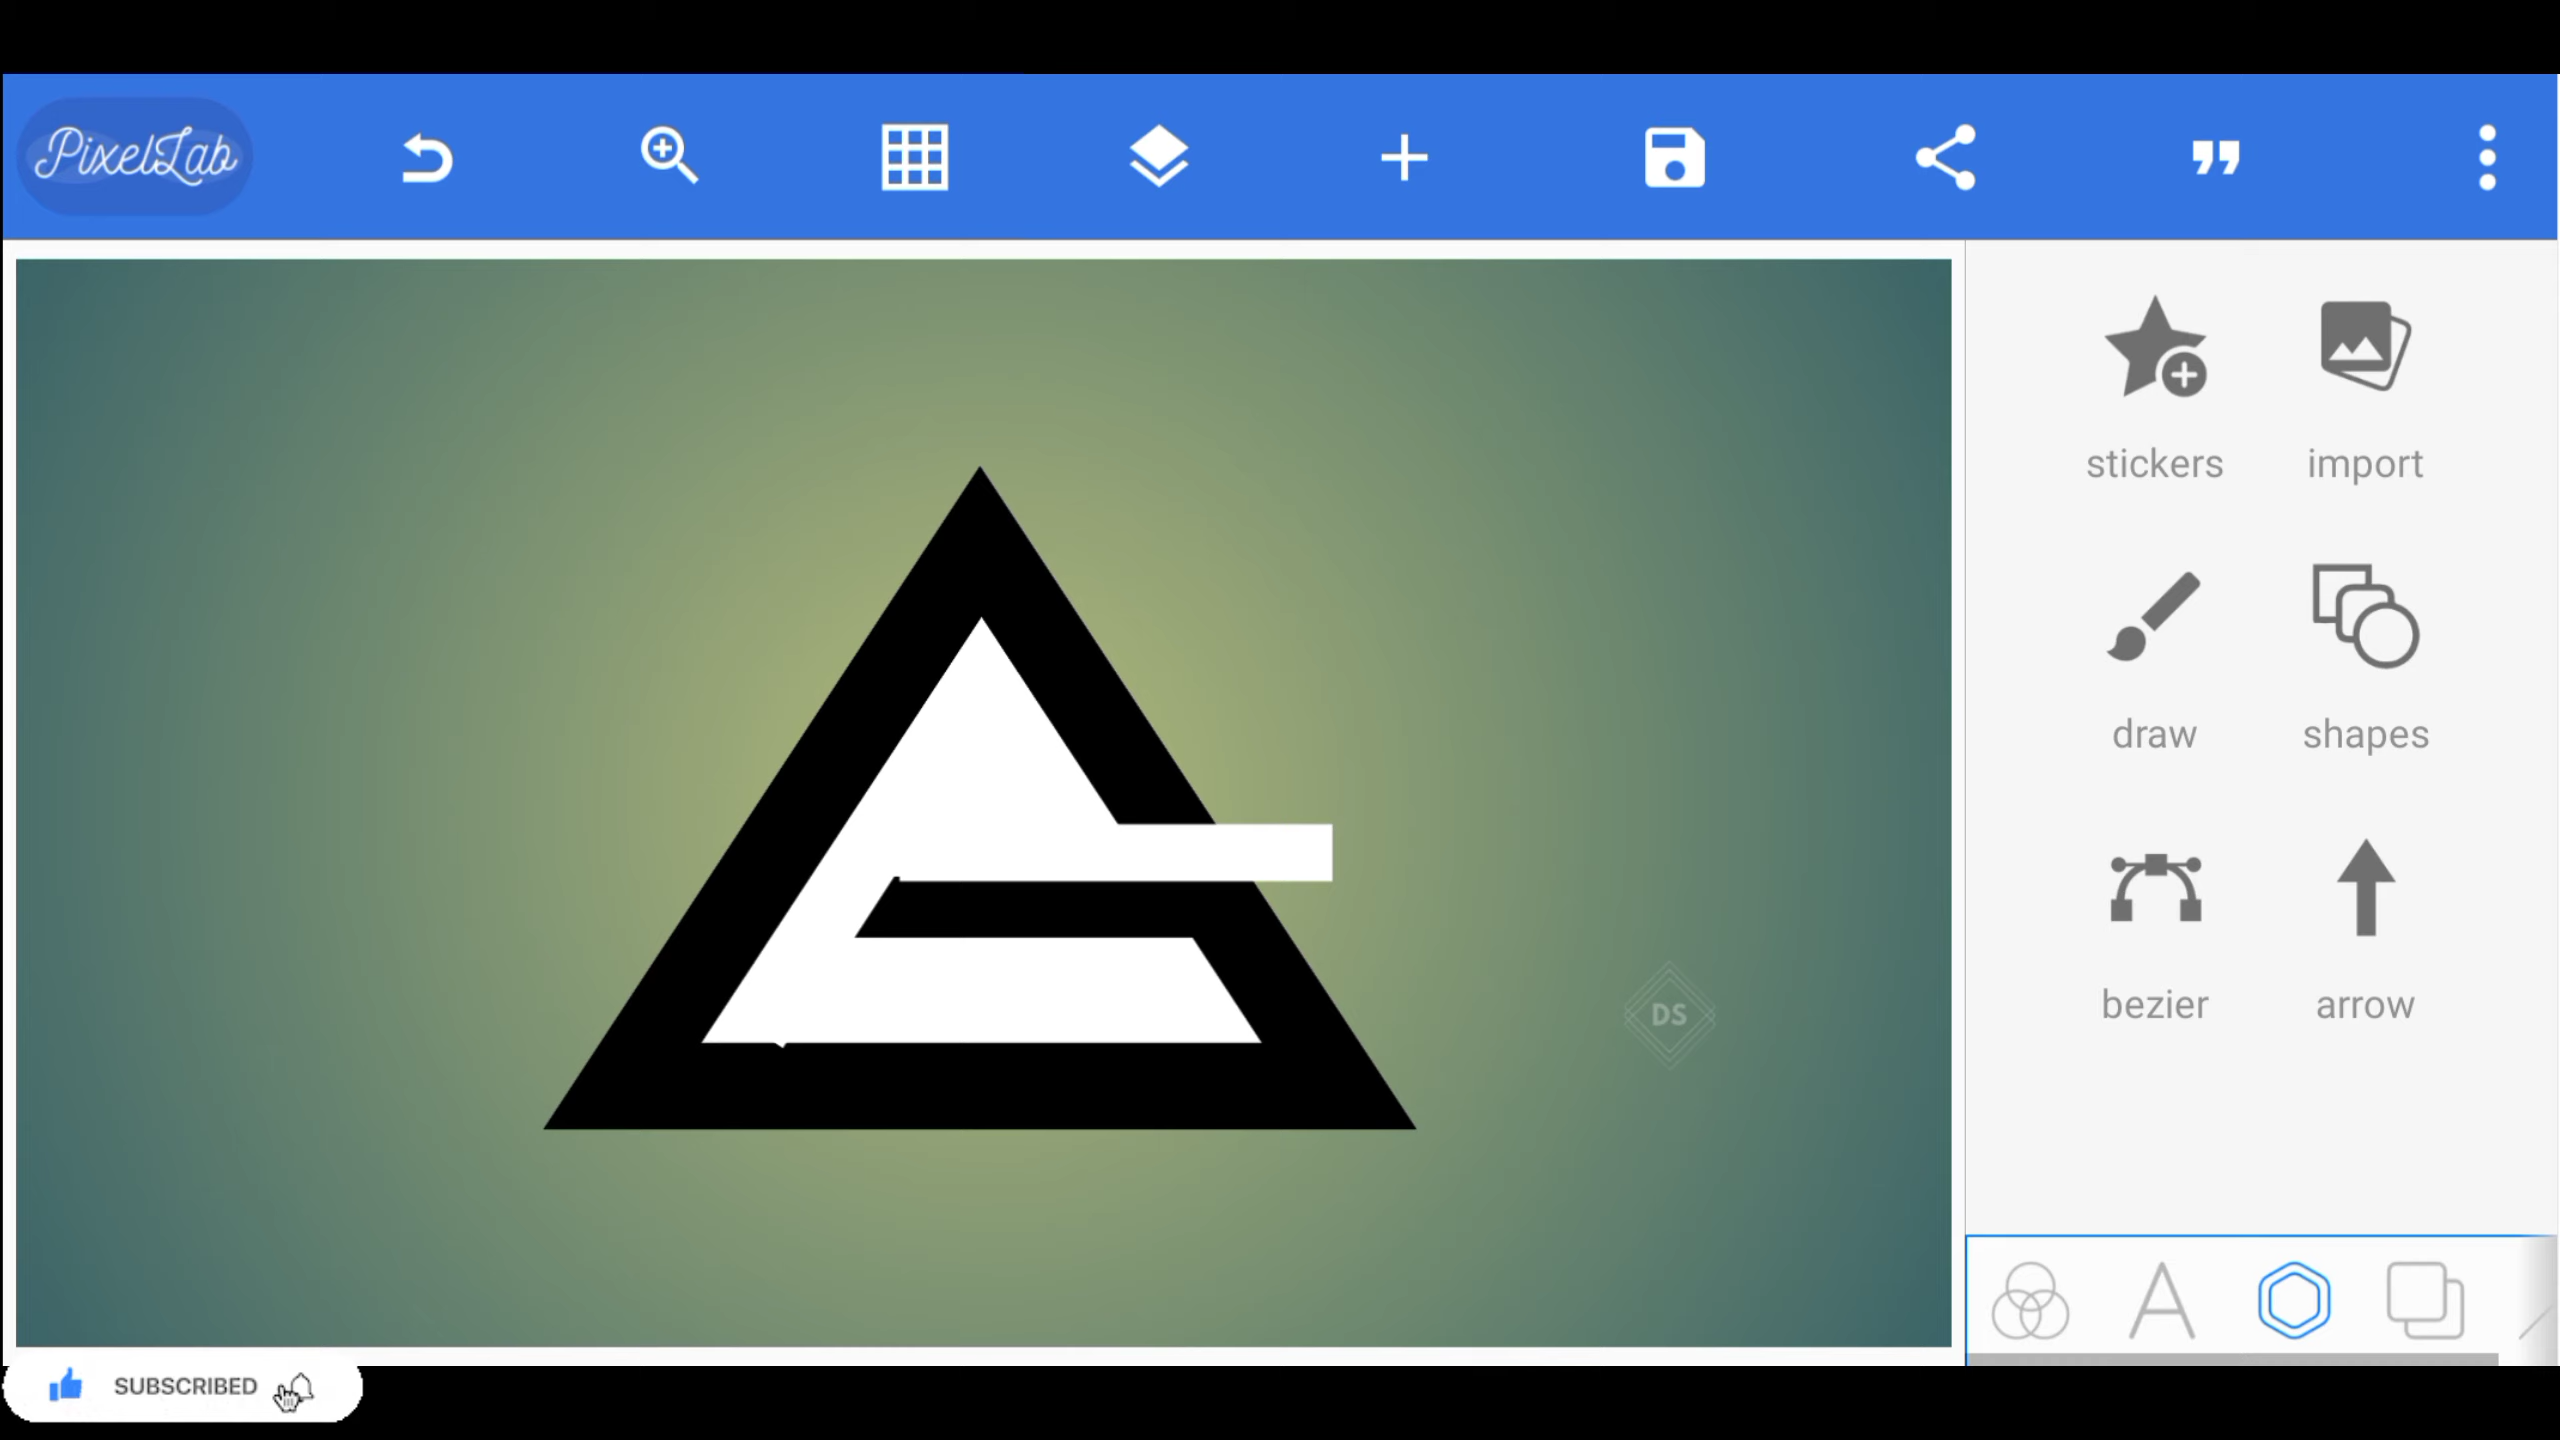 PixelLab
stickers import
draw shapes
bezier arrow
DS
SUBSCRIBED